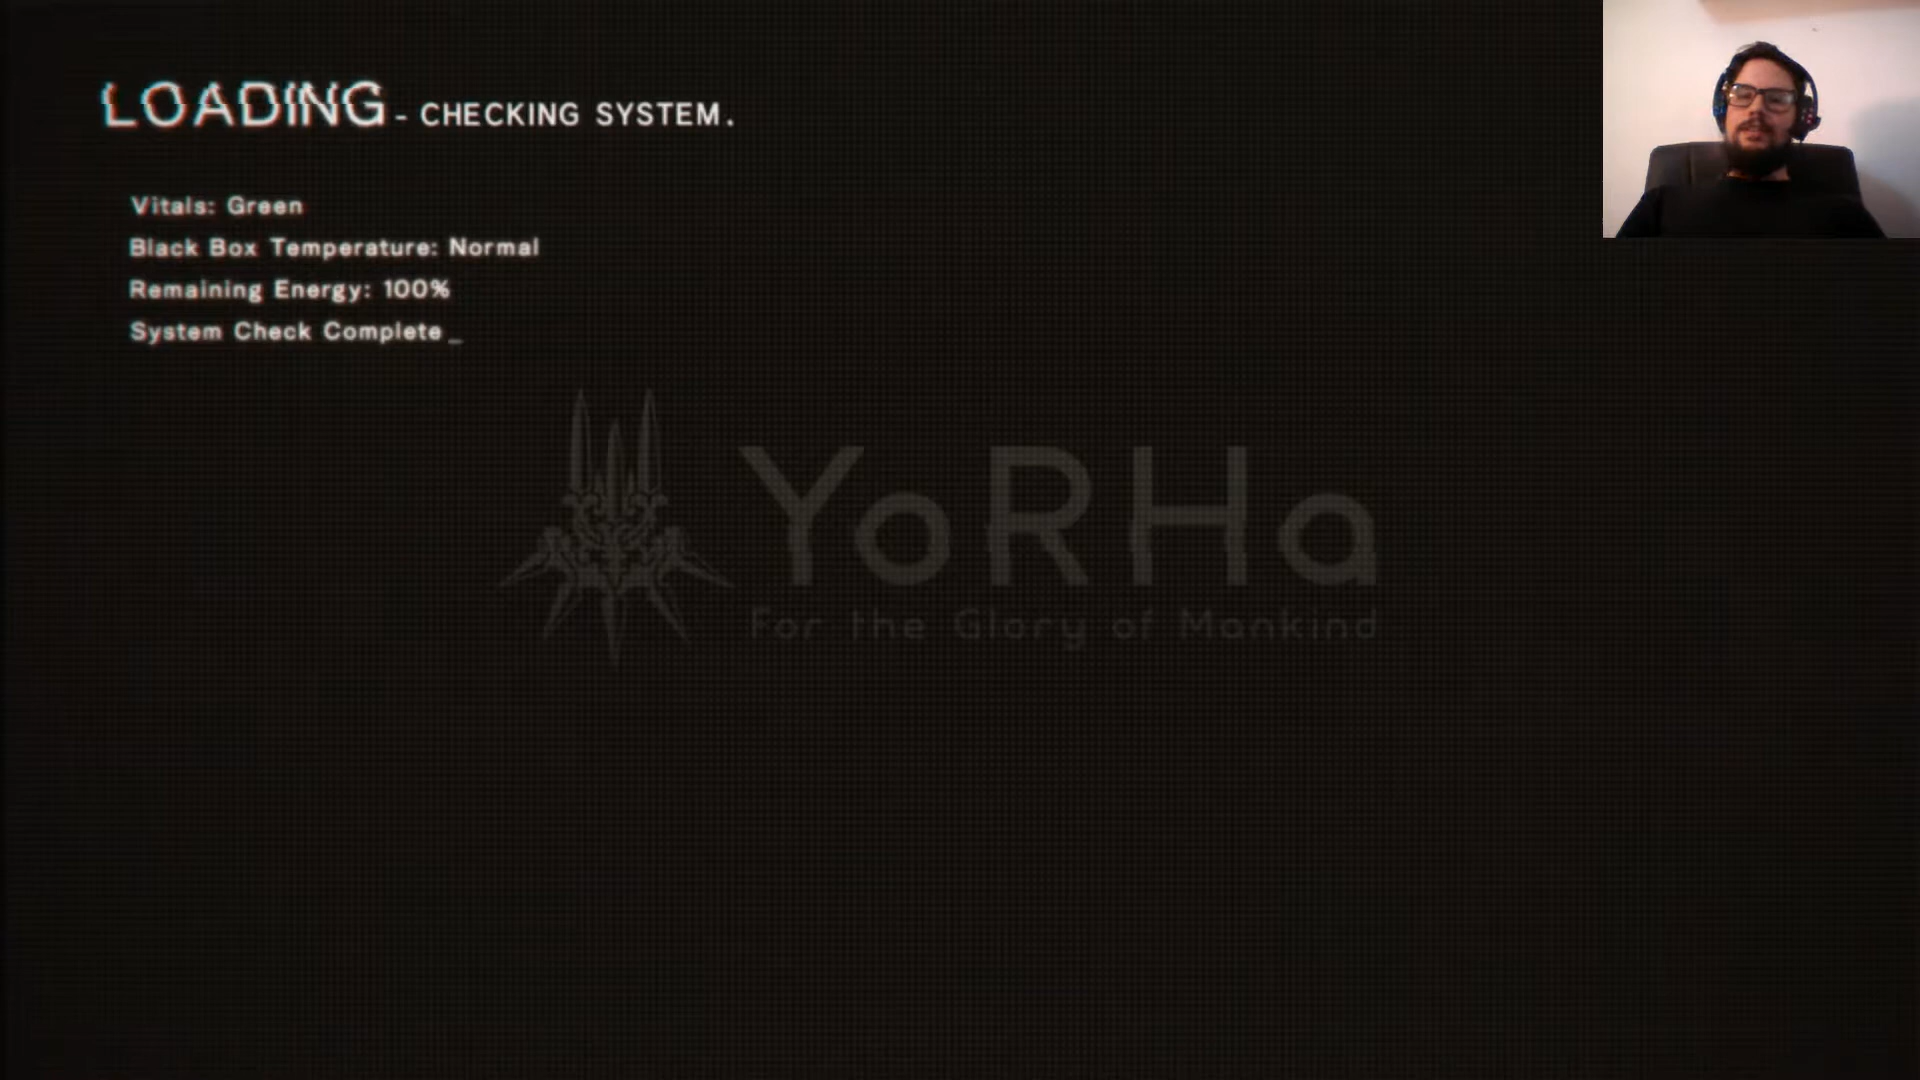 LOADING - CHECKING SYSTEM.
Vitals: Green
Black Box Temperature: Normal
Remaining Energy: 100%
System Check Complete _
YoRHa
For the Glory of Mankind